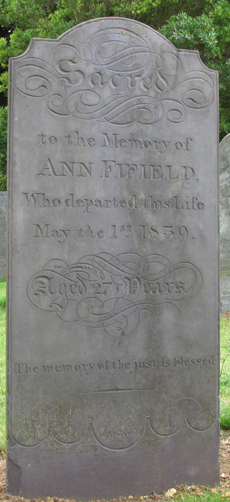 Sacred
to the Memory of
ANN FIFIELD,
Who departed this Life
May the 1st 1839.
Aged 27 Years
The memory of the just is blessed